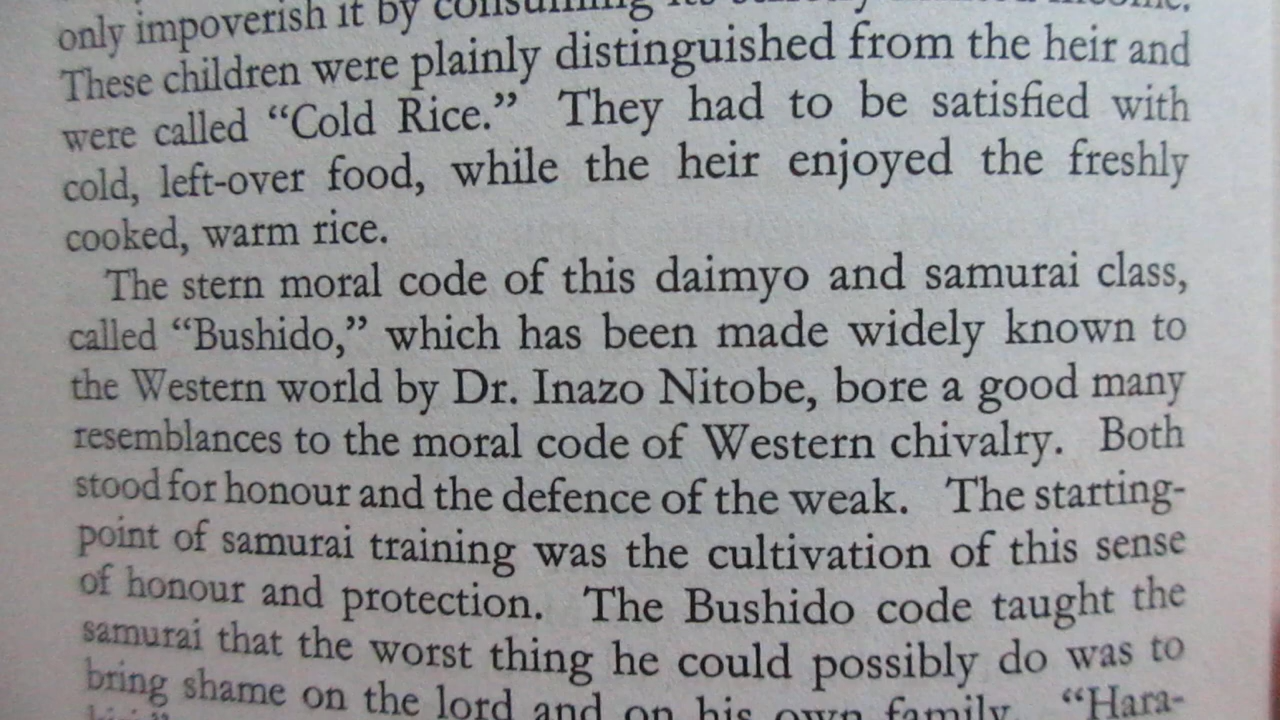 only impoverish it by consuming its
These children were plainly distinguished from the heir and
were called “Cold Rice.” They had to be satisfied with
cold, left-over food, while the heir enjoyed the freshly
cooked, warm rice.
The stern moral code of this daimyo and samurai class,
called “Bushido,” which has been made widely known to
the Western world by Dr. Inazo Nitobe, bore a good many
resemblances to the moral code of Western chivalry. Both
stood for honour and the defence of the weak. The starting-
point of samurai training was the cultivation of this sense
of honour and protection. The Bushido code taught the
samurai that the worst thing he could possibly do was to
bring shame on the lord and on his own family. “Hara-